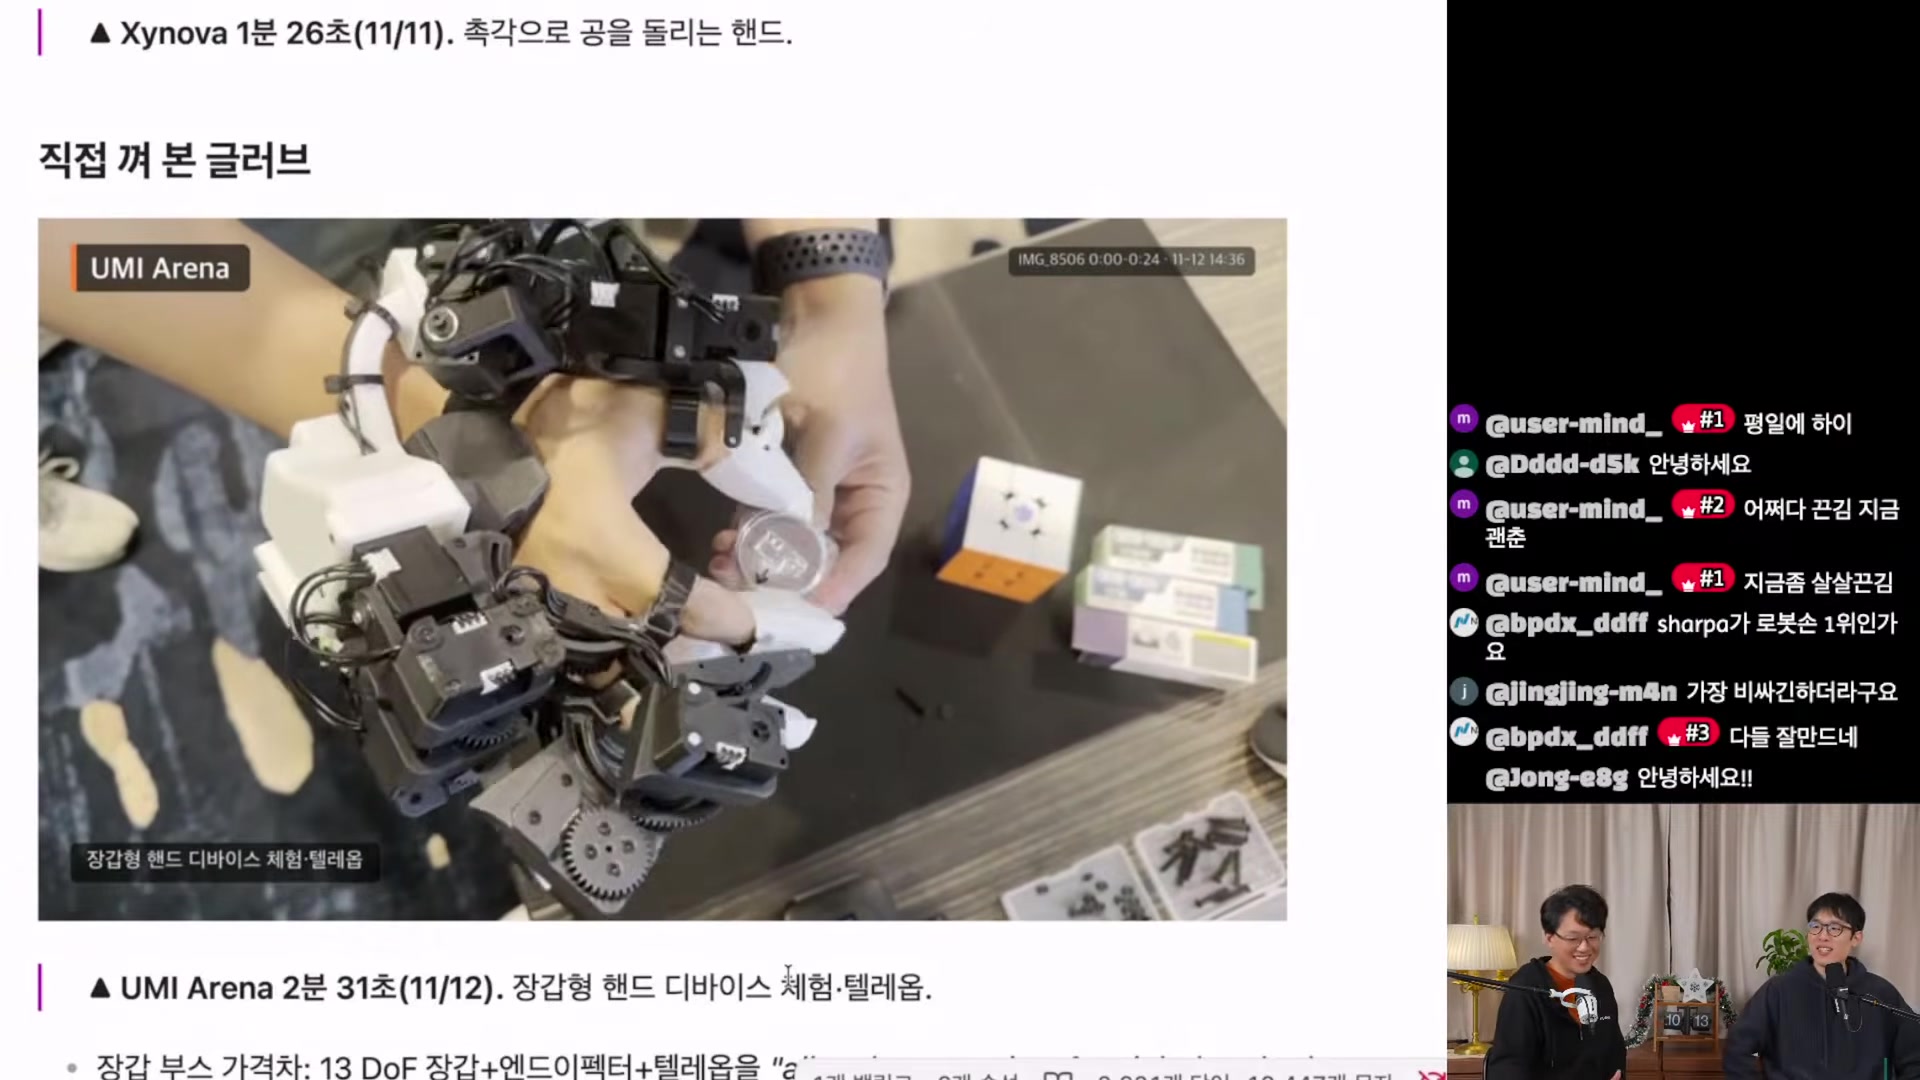 ▲ Xynova 1분 26초(11/11). 촉각으로 공을 돌리는 핸드.
직접 껴 본 글러브
UMI Arena
IMG_8506 0:00-0:24 · 11-12 14:36
장갑형 핸드 디바이스 체험·텔레옵
▲ UMI Arena 2분 31초(11/12). 장갑형 핸드 디바이스 체험·텔레옵.
• 장갑 부스 가격차: 13 DoF 장갑+엔드이펙터+텔레옵을
@user-mind_ #1 평일에 하이
@Dddd-d5k 안녕하세요
@user-mind_ #2 어쩌다 끈김 지금
괜춘
@user-mind_ #1 지금좀 살살끈김
@bpdx_ddff sharpa가 로봇손 1위인가
요
@jingjing-m4n 가장 비싸긴하더라구요
@bpdx_ddff #3 다들 잘만드네
@Jong-e8g 안녕하세요!!
10 13